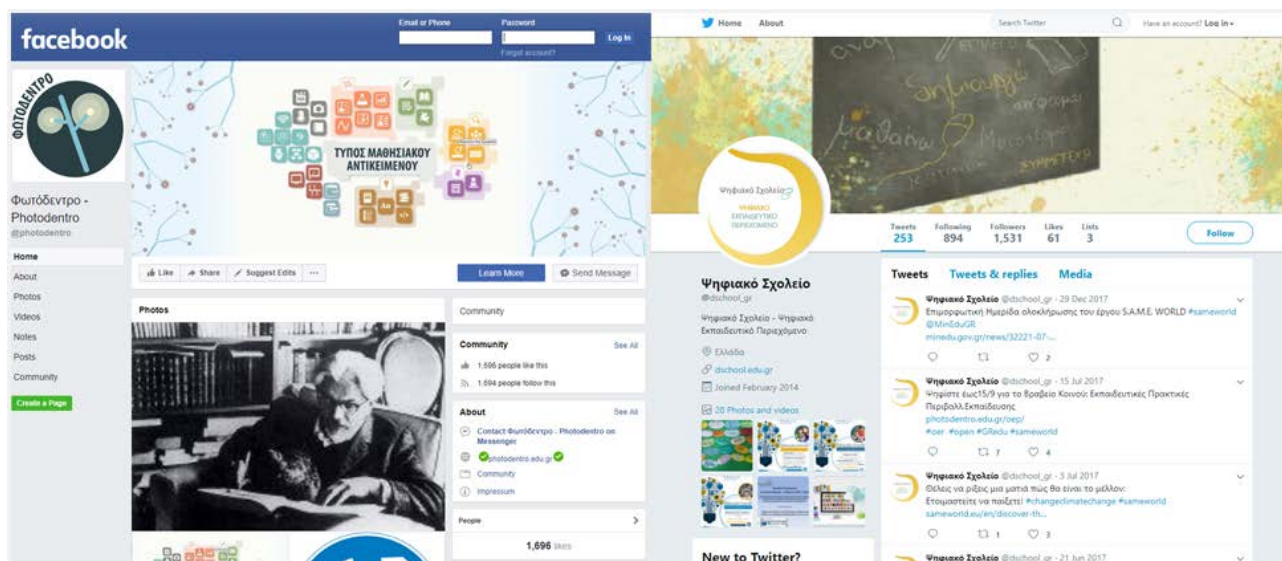 facebook
Email or Phone
Password
Log In
Forgot account?
ΦΩΤΟΔΕΝΤΡΟ
Φωτόδεντρο -
Photodentro
@photodentro
Home
About
Photos
Videos
Notes
Posts
Community
Create a Page
ΤΥΠΟΣ ΜΑΘΗΣΙΑΚΟΥ
ΑΝΤΙΚΕΙΜΕΝΟΥ
Aa
Like
Share
Suggest Edits
Learn More
Send Message
Photos
Community
Community
See All
1,696 people like this
1,694 people follow this
About
See All
Contact Φωτόδεντρο - Photodentro on
Messenger
photodentro.edu.gr
Community
Impressum
People
1,696 likes
Home About
Search Twitter
Have an account? Log in
δημιουργώ
μαθαίνω
ΣΥΜΜΕΤΕΧΩ
Ψηφιακό Σχολείο
ΨΗΦΙΑΚΟ
ΕΚΠΑΙΔΕΥΤΙΚΟ
ΠΕΡΙΕΧΟΜΕΝΟ
Tweets
253
Following
894
Followers
1,531
Likes
61
Lists
3
Follow
Ψηφιακό Σχολείο
@dschool_gr
Ψηφιακό Σχολείο - Ψηφιακό
Εκπαιδευτικό Περιεχόμενο
Ελλάδα
dschool.edu.gr
Joined February 2014
20 Photos and videos
New to Twitter?
Tweets Tweets & replies Media
Ψηφιακό Σχολείο @dschool_gr - 29 Dec 2017
Επιμορφωτική Ημερίδα ολοκλήρωσης του έργου S.A.M.E. WORLD #sameworld
@MinEduGR
minedu.gov.gr/news/32221-07-...
2
Ψηφιακό Σχολείο @dschool_gr - 15 Jul 2017
Ψηφίστε έως15/9 για το Βραβείο Κοινού: Εκπαιδευτικές Πρακτικές
Περιβαλλ.Εκπαίδευσης
photodentro.edu.gr/oep/
#oer #open #GRedu #sameworld
7 4
Ψηφιακό Σχολείο @dschool_gr - 3 Jul 2017
Θέλεις να ρίξεις μια ματιά πώς θα είναι το μέλλον:
Ετοιμαστείτε να παίξετε! #changeclimatechange #sameworld
sameworld.eu/en/discover-th...
1 3
Ψηφιακό Σχολείο @dschool_gr - 21 Jun 2017